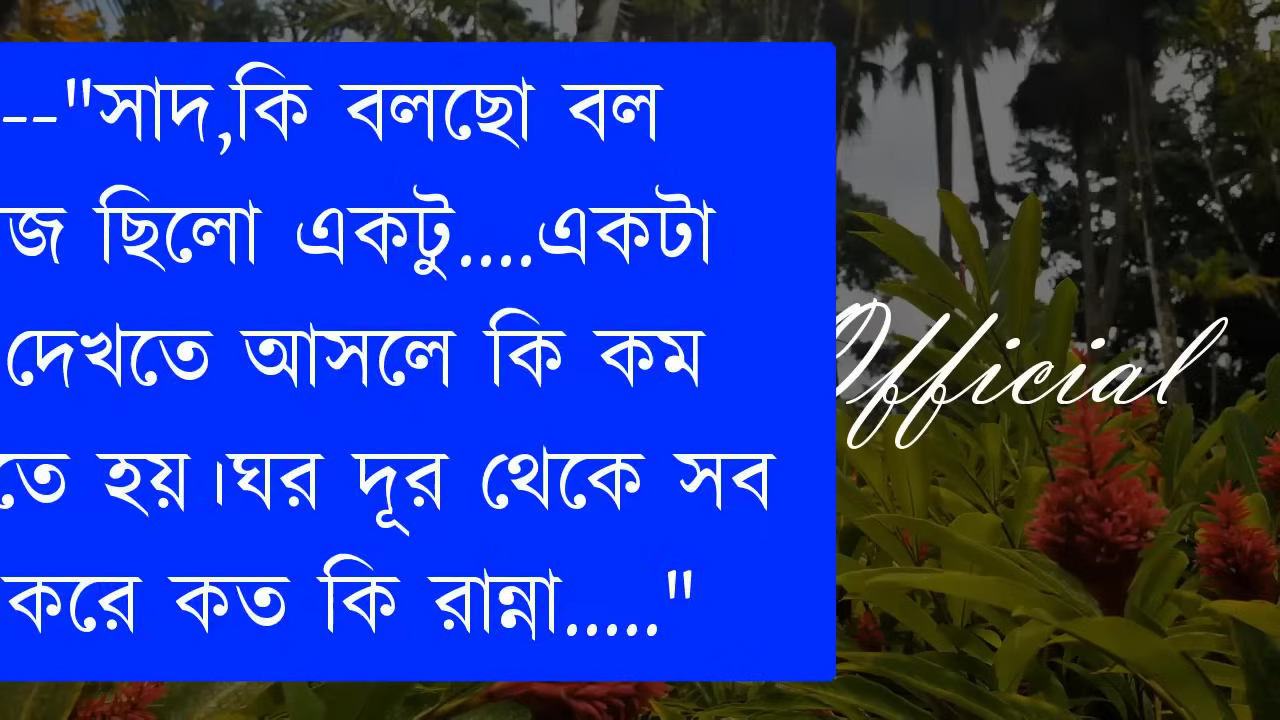 --"সাদ,কি বলছো বল
জ ছিলো একটু....একটা
দেখতে আসলে কি কম
তে হয়।ঘর দূর থেকে সব
করে কত কি রান্না....."
Official